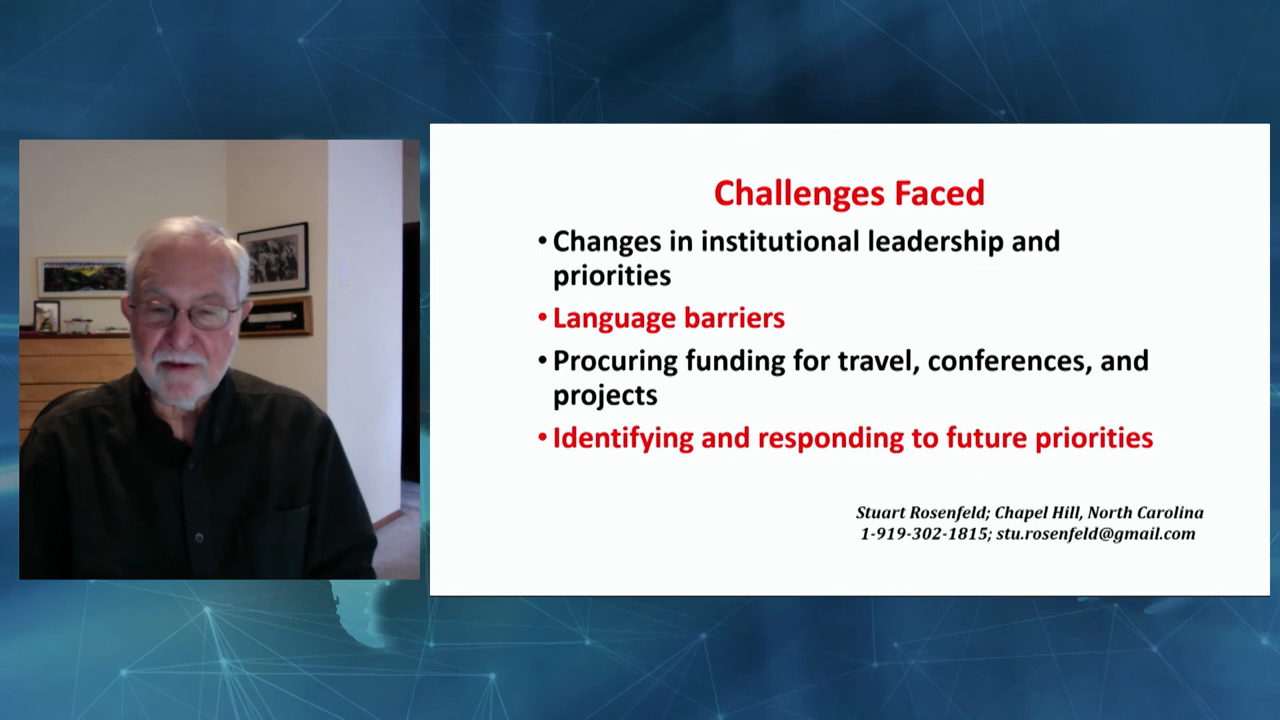 Challenges Faced
• Changes in institutional leadership and
priorities
• Language barriers
• Procuring funding for travel, conferences, and
projects
• Identifying and responding to future priorities
Stuart Rosenfeld; Chapel Hill, North Carolina
1-919-302-1815; stu.rosenfeld@gmail.com